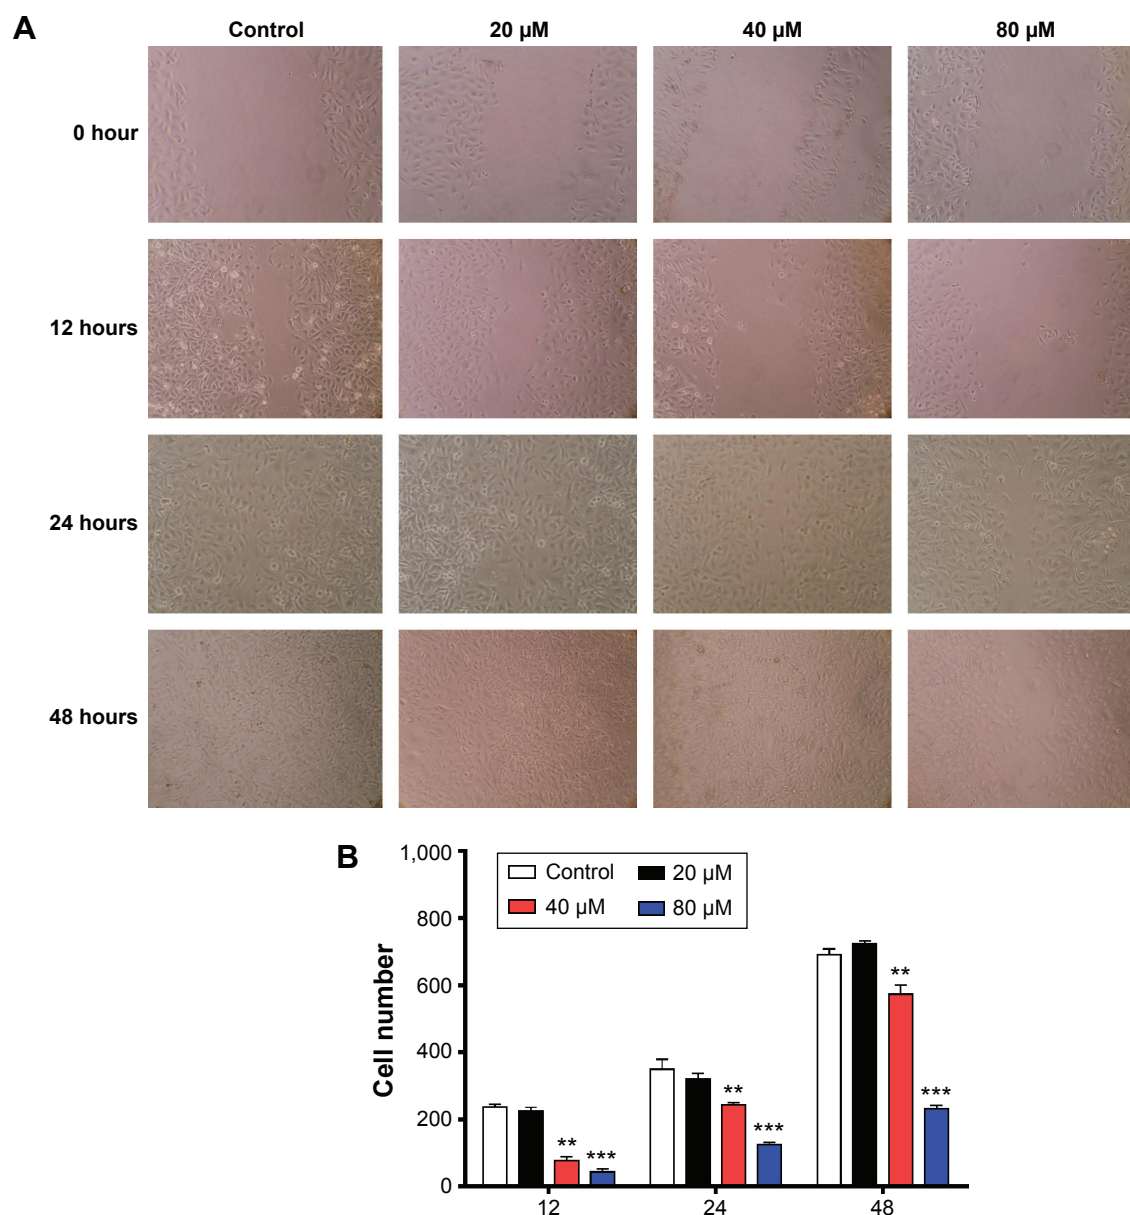 A
Control 20 µM 40 µM 80 µM
0 hour
12 hours
24 hours
48 hours
B
1,000
800
600
400
200
0
Cell number
Control 20 µM
40 µM 80 µM
** ***
** ***
** ***
12 24 48